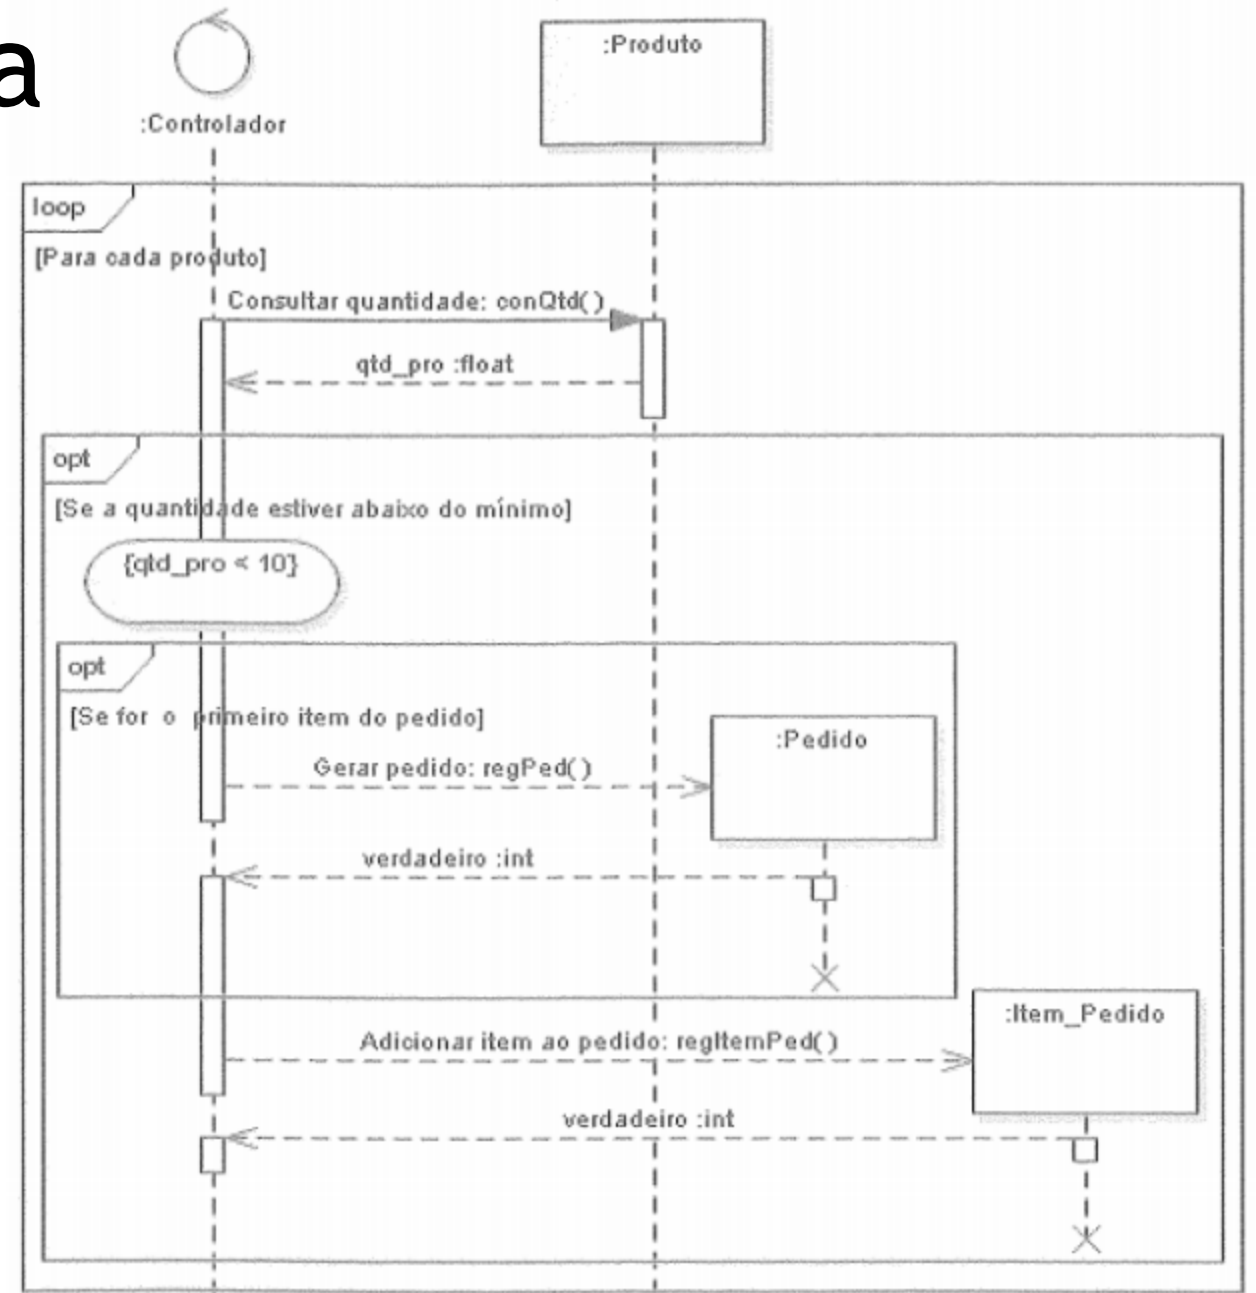 a
:Controlador
:Produto
loop
[Para cada produto]
Consultar quantidade: conQtd()
qtd_pro :float
opt
[Se a quantidade estiver abaixo do mínimo]
{qtd_pro < 10}
opt
[Se for o primeiro item do pedido]
:Pedido
Gerar pedido: regPed()
verdadeiro :int
:Item_Pedido
Adicionar item ao pedido: regItemPed()
verdadeiro :int